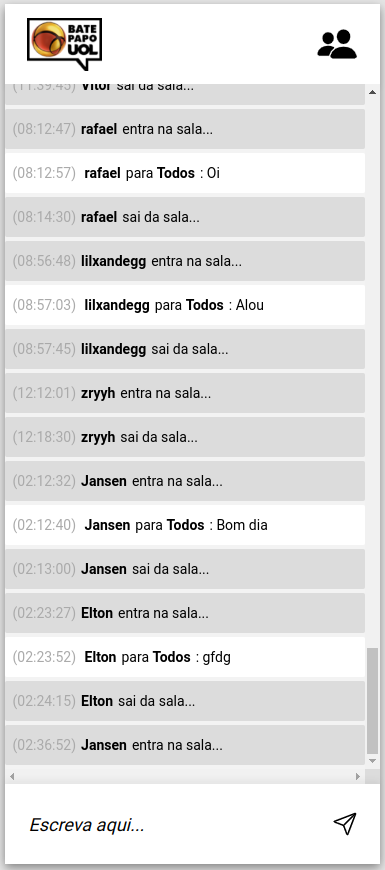 BATE
PAPO
UOL
(11:39:45) Vitor sai da sala...
(08:12:47) rafael entra na sala...
(08:12:57) rafael para Todos : Oi
(08:14:30) rafael sai da sala...
(08:56:48) lilxandegg entra na sala...
(08:57:03) lilxandegg para Todos : Alou
(08:57:45) lilxandegg sai da sala...
(12:12:01) zryyh entra na sala...
(12:18:30) zryyh sai da sala...
(02:12:32) Jansen entra na sala...
(02:12:40) Jansen para Todos : Bom dia
(02:13:00) Jansen sai da sala...
(02:23:27) Elton entra na sala...
(02:23:52) Elton para Todos : gfdg
(02:24:15) Elton sai da sala...
(02:36:52) Jansen entra na sala...
Escreva aqui...